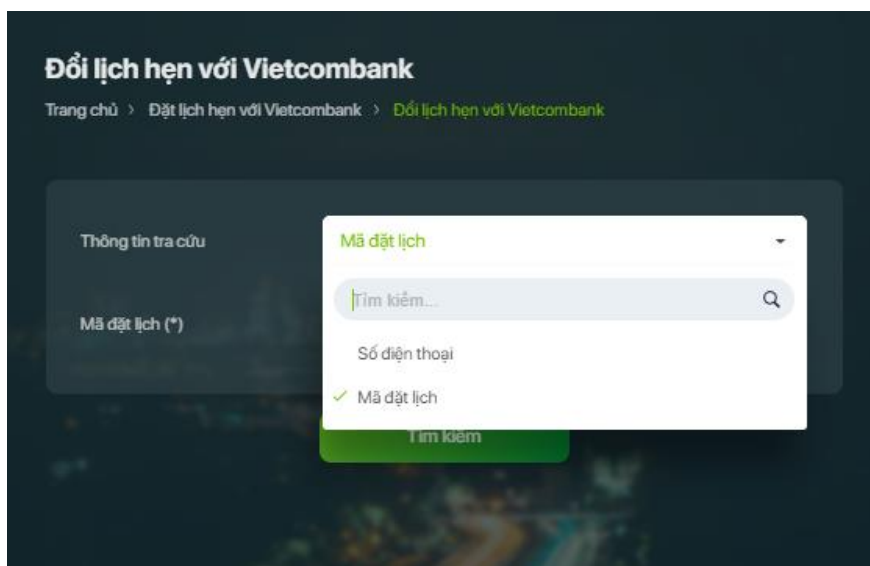 Đổi lịch hẹn với Vietcombank
Trang chủ > Đặt lịch hẹn với Vietcombank > Đổi lịch hẹn với Vietcombank
Thông tin tra cứu
Mã đặt lịch
Tìm kiếm...
Mã đặt lịch (*)
Số điện thoại
Mã đặt lịch
Tìm kiếm